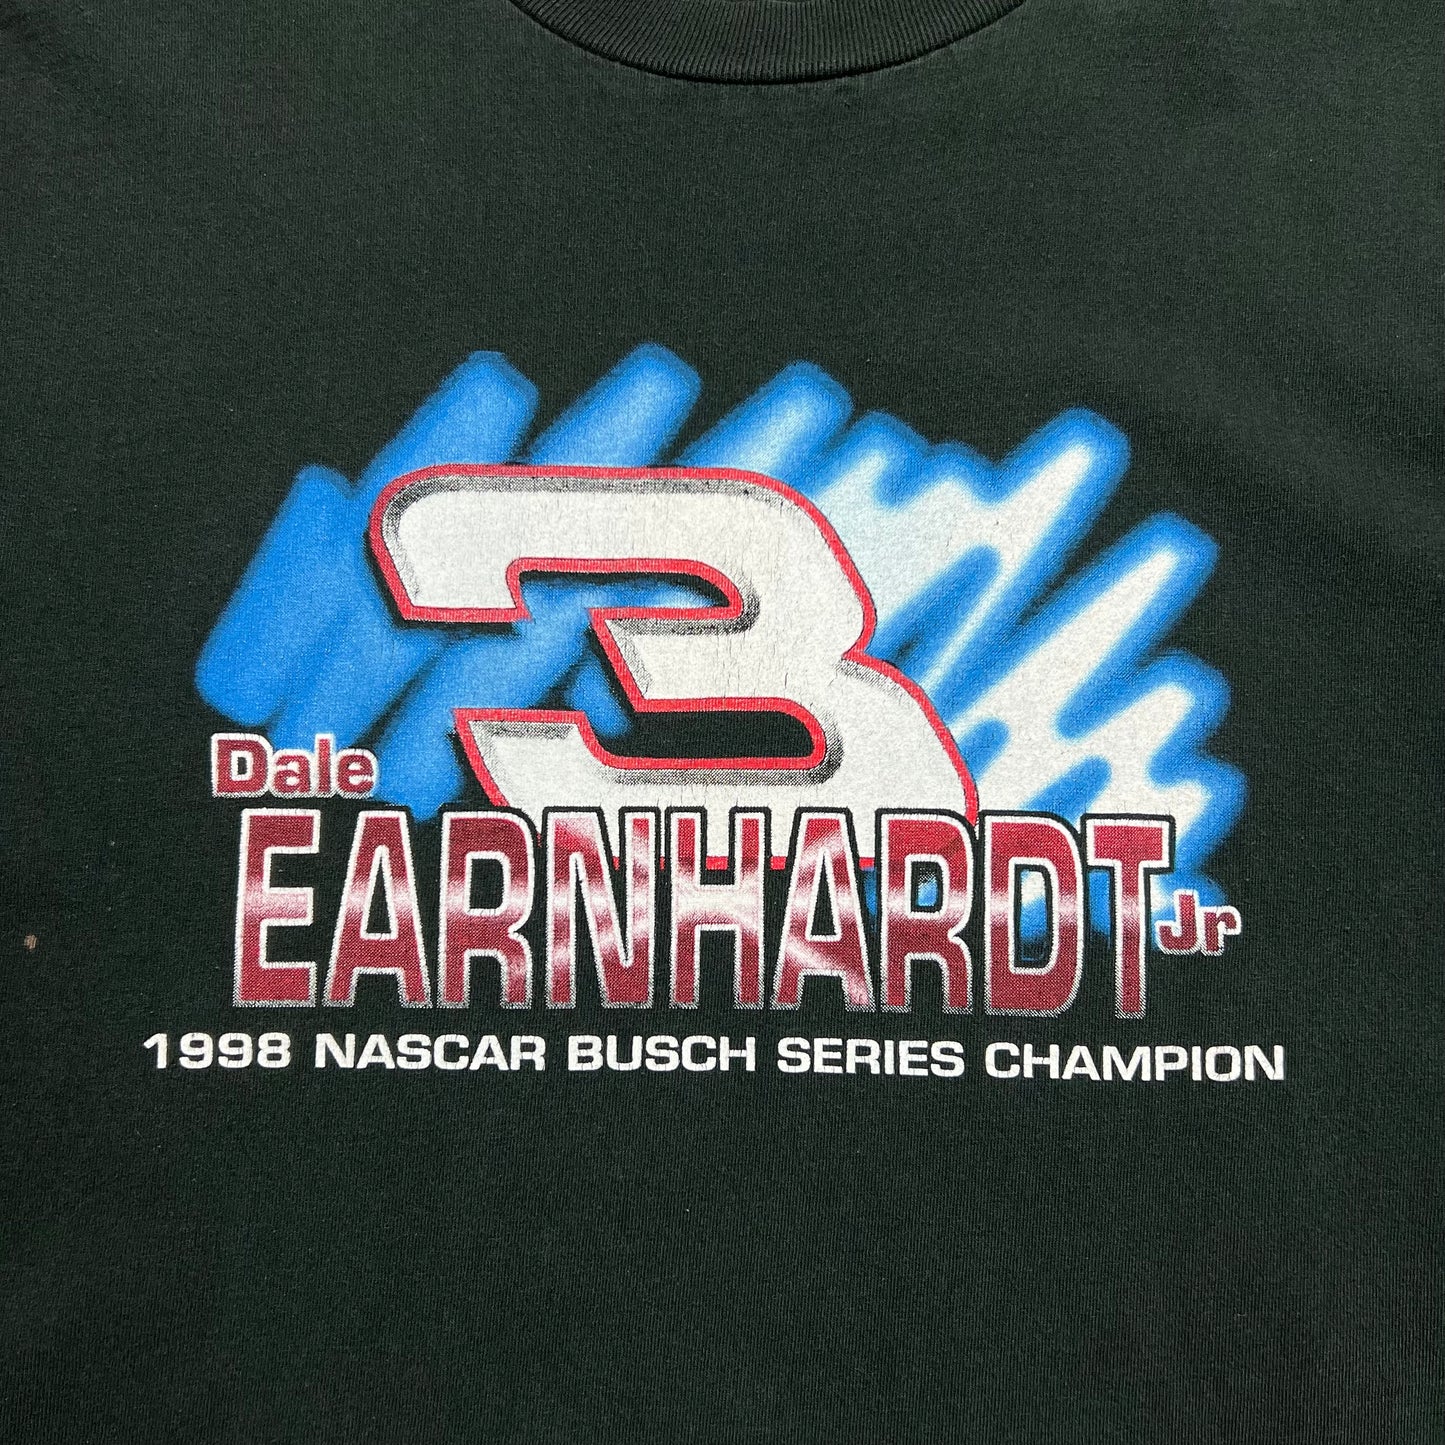 3
Dale
EARNHARDT Jr
1998 NASCAR BUSCH SERIES CHAMPION